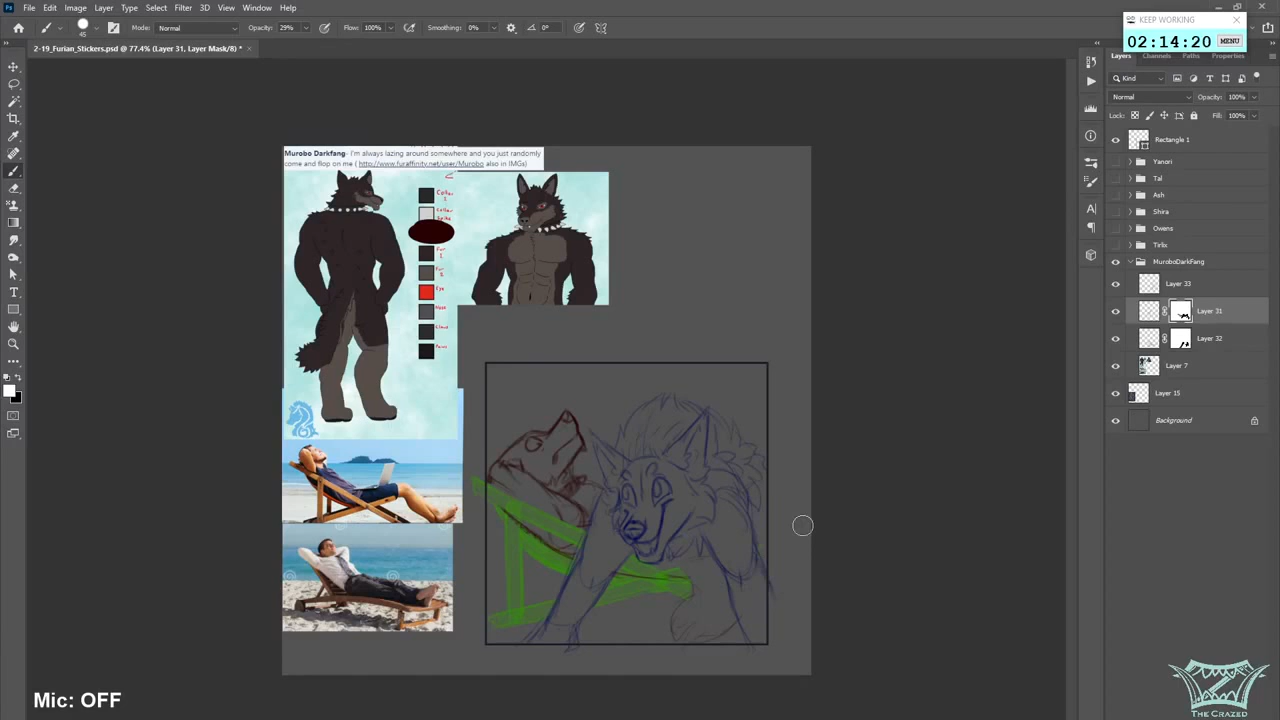 File Edit Image Layer Type Select Filter 3D View Window Help
Mode: Normal Opacity: 29% Flow: 100% Smoothing: 8% 0°
2-19_Furian_Stickers.psd @ 77.4% (Layer 31, Layer Mask/8) *
KEEP WORKING
02:14:20 MENU
Layers Channels Paths Properties
Kind
Normal Opacity: 100%
Lock: Fill: 100%
Rectangle 1
Yanori
Tal
Ash
Shira
Owens
Tirlix
MuroboDarkFang
Layer 33
Layer 31
Layer 32
Layer 7
Layer 15
Background
Murobo Darkfang- I'm always lazing around somewhere and you just randomly
come and flop on me ( http://www.furaffinity.net/user/Murobo also in IMGs)
Eye
Mic: OFF
THE CRAZED